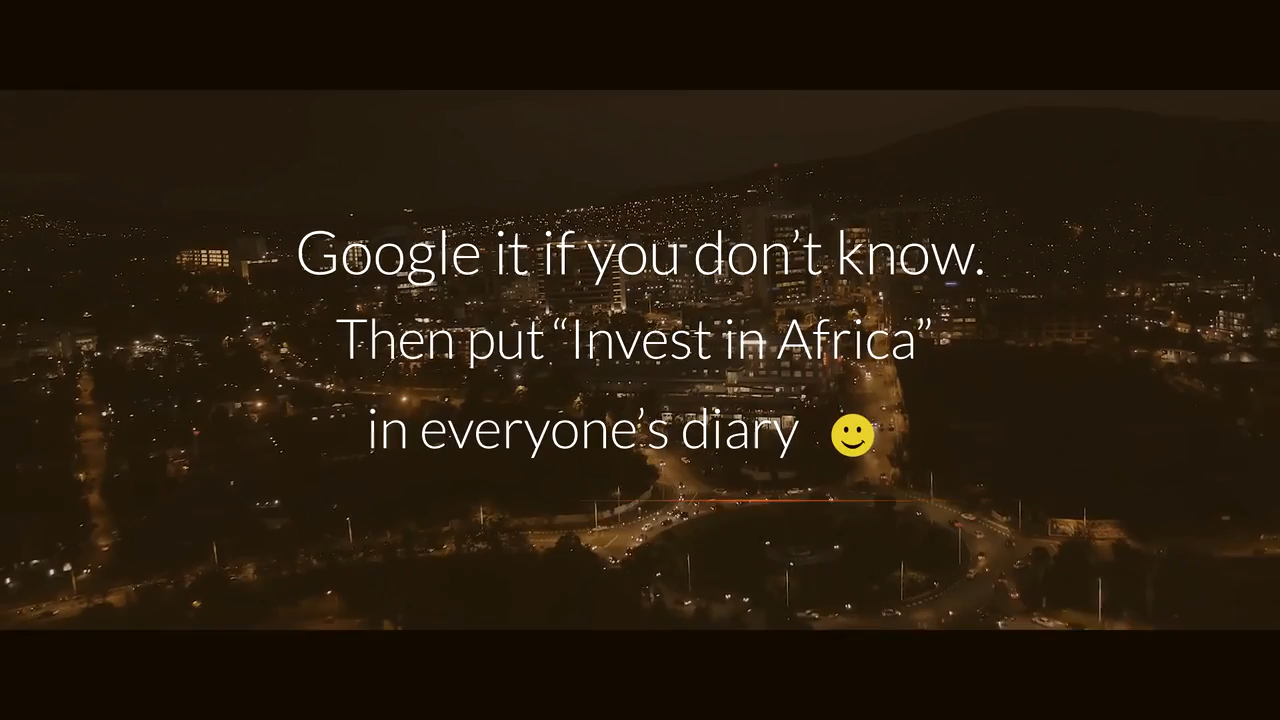 Google it if you don’t know.
Then put “Invest in Africa”
in everyone’s diary